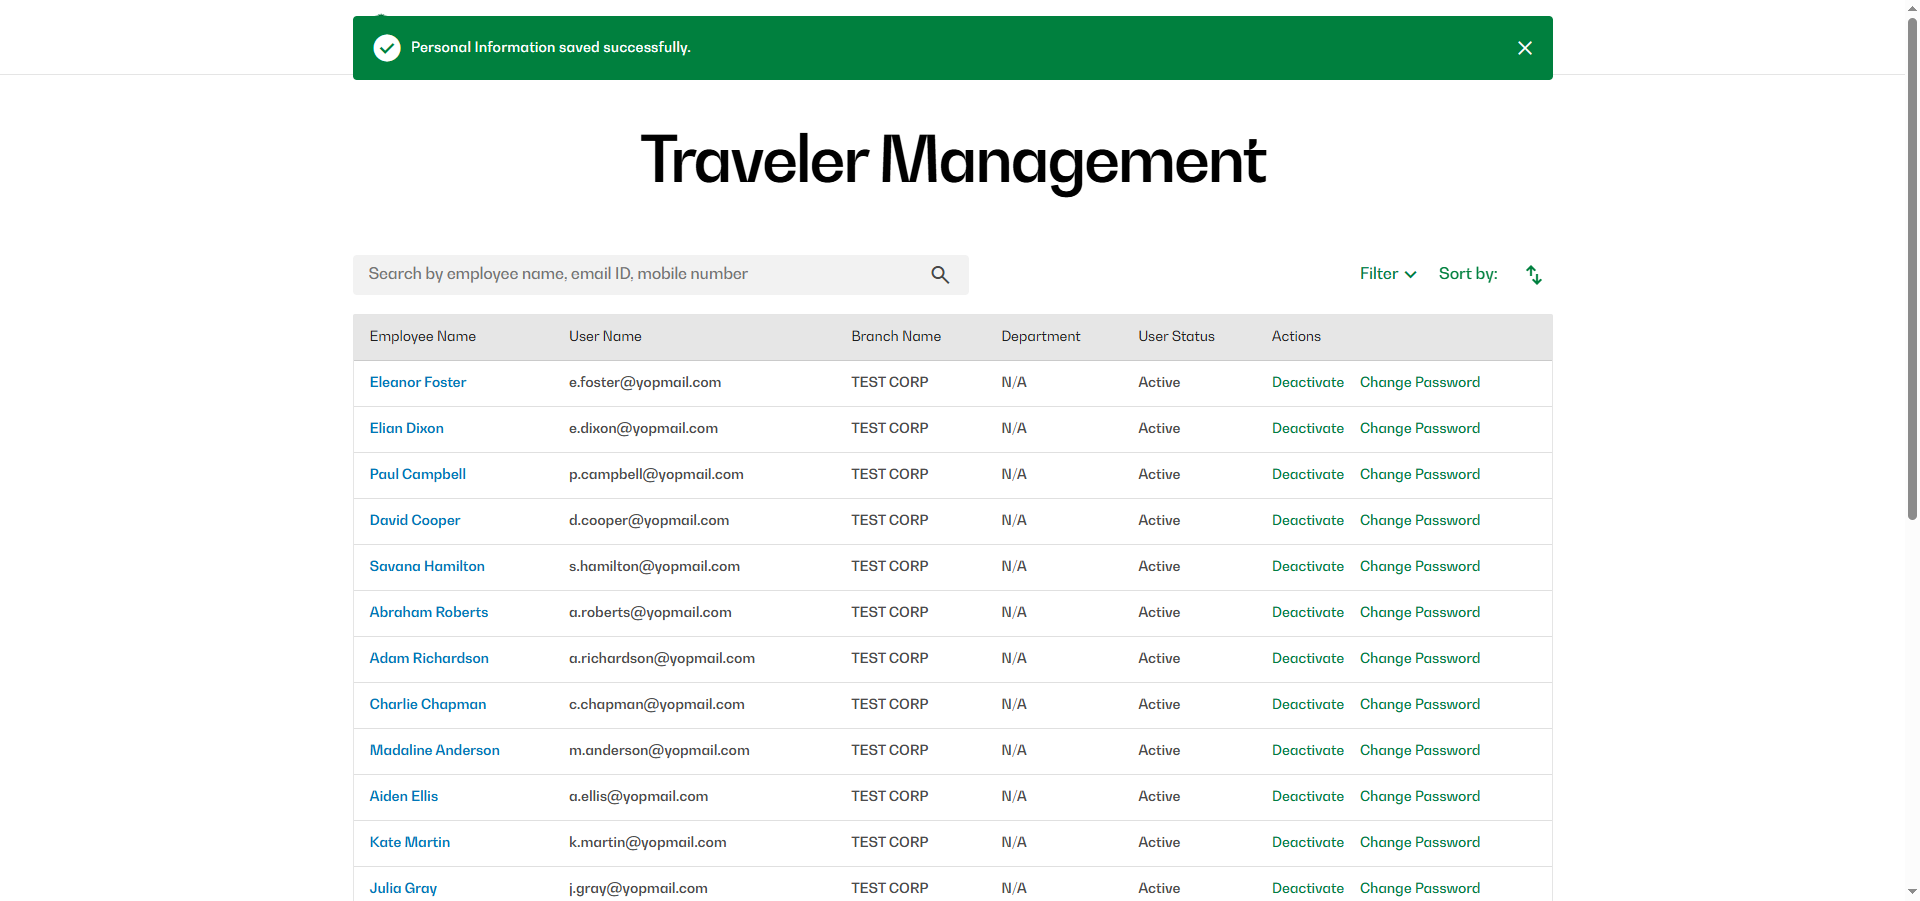 Personal Information saved successfully.
Traveler Management
Search by employee name, email ID, mobile number
Filter Sort by:
Employee Name User Name Branch Name Department User Status Actions
Eleanor Foster e.foster@yopmail.com TEST CORP N/A Active Deactivate Change Password
Elian Dixon e.dixon@yopmail.com TEST CORP N/A Active Deactivate Change Password
Paul Campbell p.campbell@yopmail.com TEST CORP N/A Active Deactivate Change Password
David Cooper d.cooper@yopmail.com TEST CORP N/A Active Deactivate Change Password
Savana Hamilton s.hamilton@yopmail.com TEST CORP N/A Active Deactivate Change Password
Abraham Roberts a.roberts@yopmail.com TEST CORP N/A Active Deactivate Change Password
Adam Richardson a.richardson@yopmail.com TEST CORP N/A Active Deactivate Change Password
Charlie Chapman c.chapman@yopmail.com TEST CORP N/A Active Deactivate Change Password
Madaline Anderson m.anderson@yopmail.com TEST CORP N/A Active Deactivate Change Password
Aiden Ellis a.ellis@yopmail.com TEST CORP N/A Active Deactivate Change Password
Kate Martin k.martin@yopmail.com TEST CORP N/A Active Deactivate Change Password
Julia Gray j.gray@yopmail.com TEST CORP N/A Active Deactivate Change Password